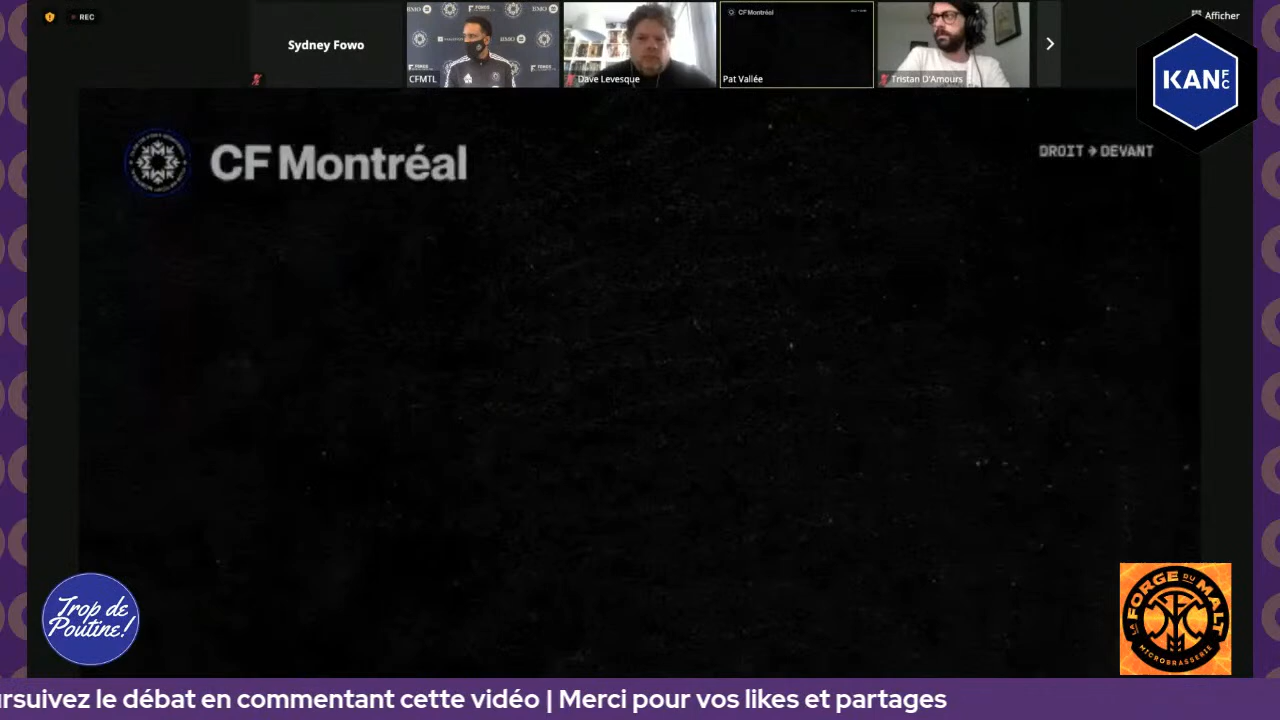 REC
Afficher
Sydney Fowo
CFMTL
Dave Levesque
CF Montréal
Pat Vallée
Tristan D'Amours
KAN FC
CF Montréal
DROIT → DEVANT
Trop de
Poutine!
LA FORGE DU MALT
MICROBRASSERIE
ursuivez le débat en commentant cette vidéo | Merci pour vos likes et partages